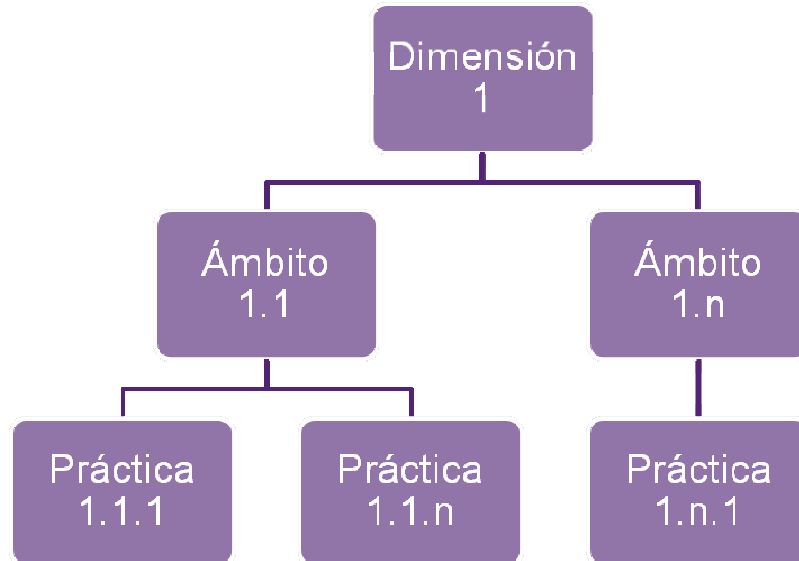 Dimensión
1
Ámbito
1.1
Ámbito
1.n
Práctica
1.1.1
Práctica
1.1.n
Práctica
1.n.1